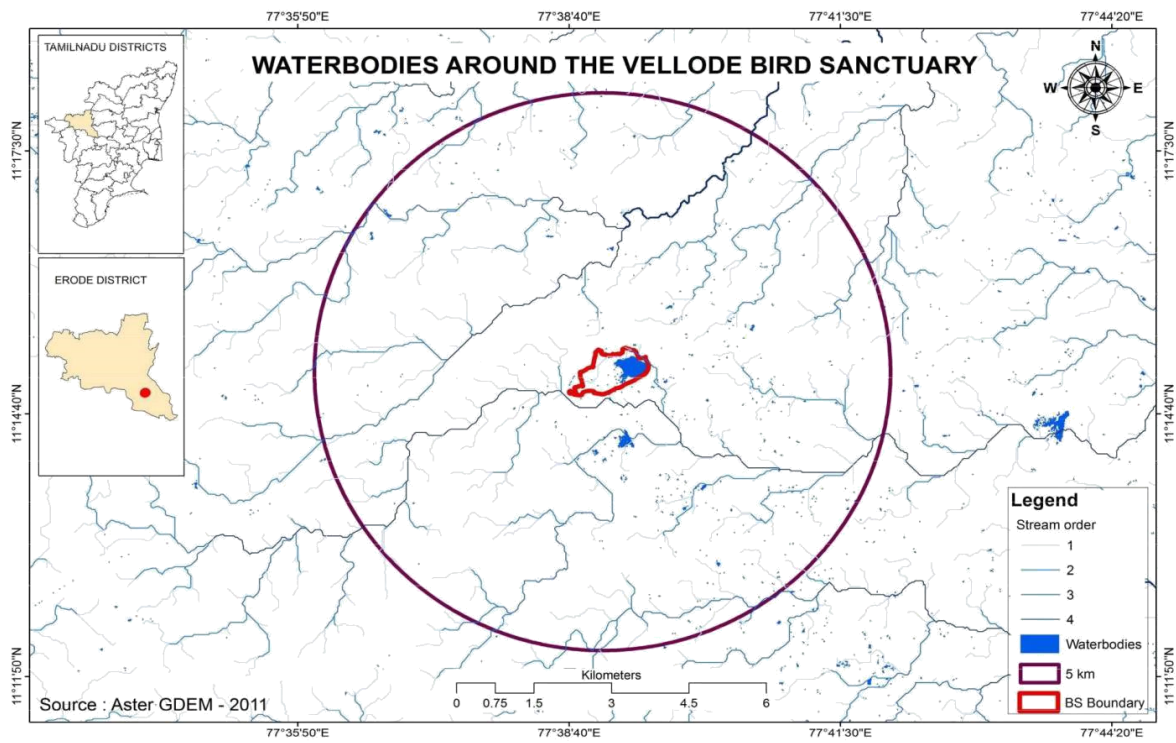 77°35'50"E 77°38'40"E 77°41'30"E 77°44'20"E
TAMILNADU DISTRICTS
WATERBODIES AROUND THE VELLODE BIRD SANCTUARY
N
W E
S
11°17'30"N 11°17'30"N
ERODE DISTRICT
11°14'40"N 11°14'40"N
Legend
Stream order
1
2
3
4
Waterbodies
5 km
BS Boundary
11°11'50"N 11°11'50"N
Kilometers
0 0.75 1.5 3 4.5 6
Source : Aster GDEM - 2011
77°35'50"E 77°38'40"E 77°41'30"E 77°44'20"E